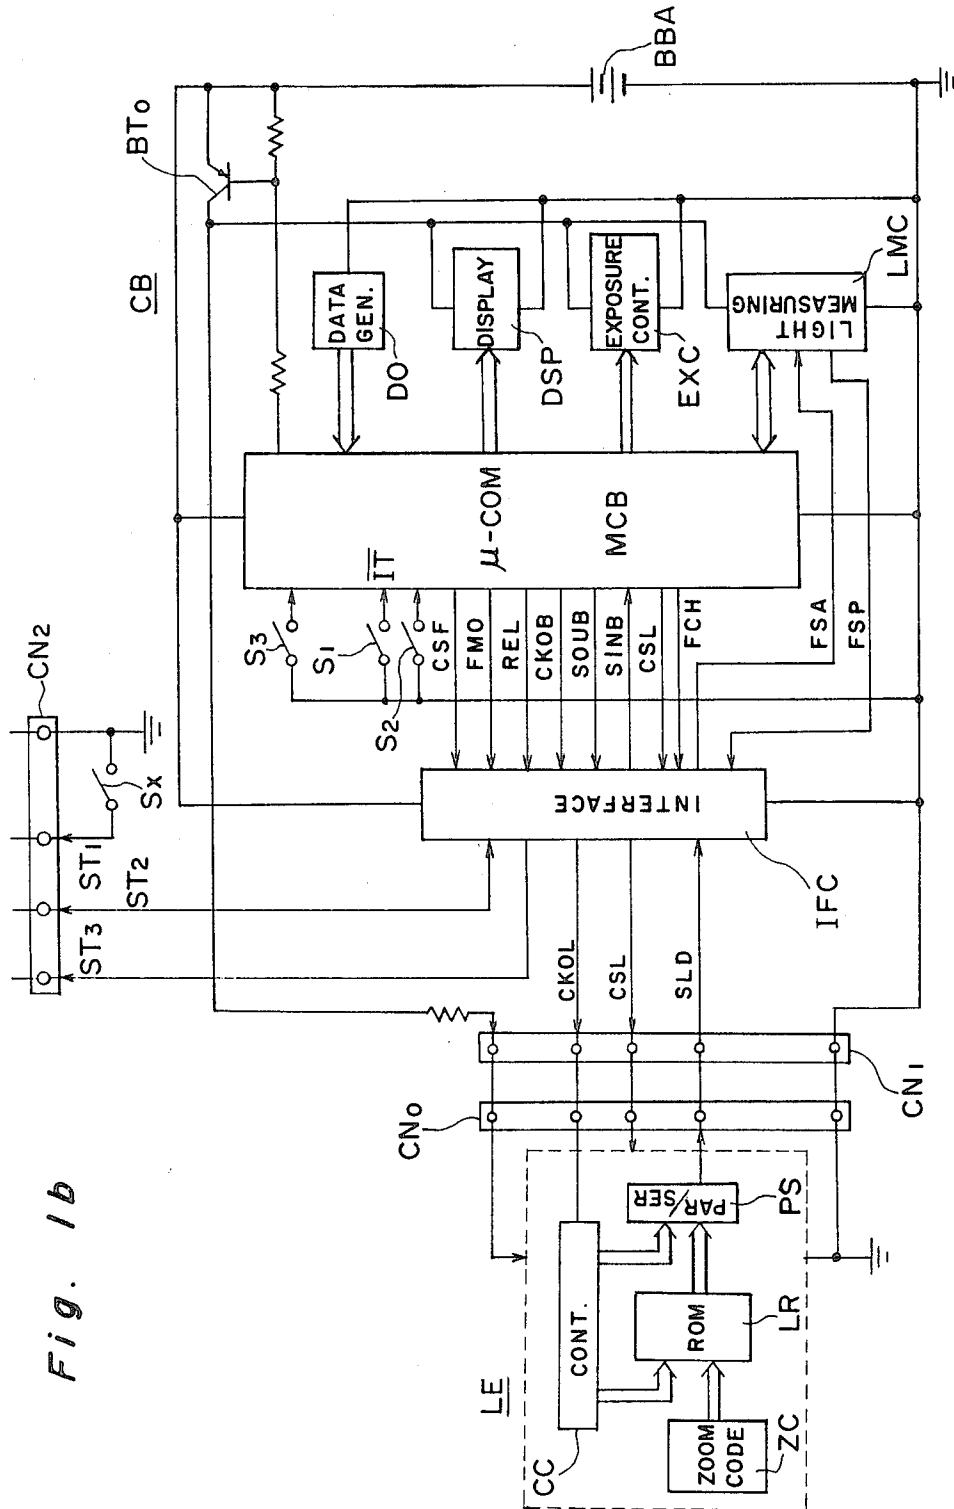 Fig. 1b
CB
BTo
BBA
CN2
ST3
ST2
ST1
Sx
S3
S1
S2
IT
μ-COM
MCB
DATA
GEN.
DO
DISPLAY
DSP
EXPOSURE
CONT.
EXC
LIGHT
MEASURING
LMC
CSF
FMO
REL
CKOB
SOUB
SINB
CSL
FCH
FSA
FSP
INTERFACE
IFC
CKOL
CSL
SLD
CNo
CN1
LE
CONT.
CC
PAR
/SER
PS
ROM
LR
ZOOM
CODE
ZC